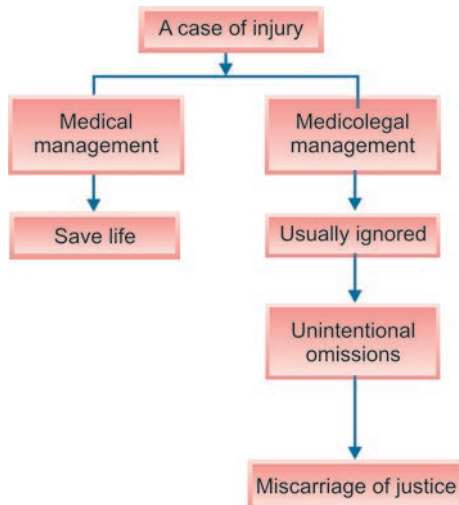 A case of injury
Medical
management
Medicolegal
management
Save life
Usually ignored
Unintentional
omissions
Miscarriage of justice